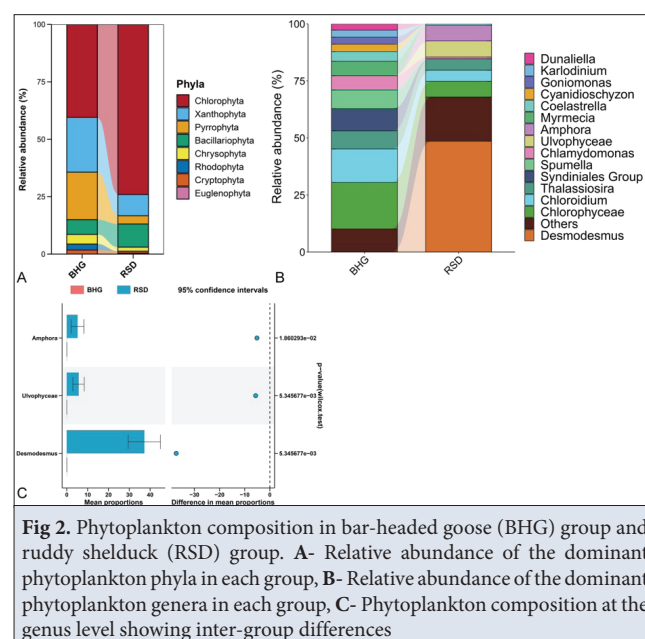 100
75
50
25
0
Relative abundance (%)
BHG
RSD
Phyla
Chlorophyta
Xanthophyta
Pyrrophyta
Bacillariophyta
Chrysophyta
Rhodophyta
Cryptophyta
Euglenophyta
A
100
75
50
25
0
Relative abundance (%)
BHG
RSD
Dunaliella
Karlodinium
Goniomonas
Cyanidioschyzon
Coelastrella
Myrmecia
Amphora
Ulvophyceae
Chlamydomonas
Spumella
Syndiniales Group
Thalassiosira
Chloroidium
Chlorophyceae
Others
Desmodesmus
B
BHG RSD 95% confidence intervals
Amphora 1.860293e-02
Ulvophyceae 5.345677e-03
Desmodesmus 5.345677e-03
p-value(wilcox.test)
0 10 20 30 40 -30 -20 -10 0
Mean proportions Difference in mean proportions
C
Fig 2. Phytoplankton composition in bar-headed goose (BHG) group and
ruddy shelduck (RSD) group. A- Relative abundance of the dominant
phytoplankton phyla in each group, B- Relative abundance of the dominant
phytoplankton genera in each group, C- Phytoplankton composition at the
genus level showing inter-group differences